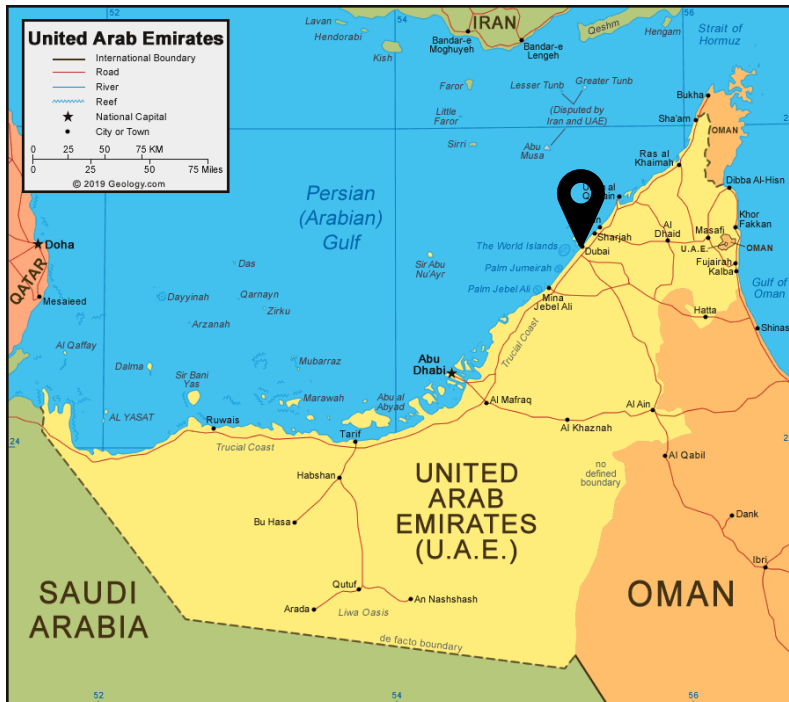 52
54
56
United Arab Emirates
International Boundary
Road
River
Reef
National Capital
City or Town
0 25 50 75 KM
0 25 50 75 Miles
© 2019 Geology.com
Lavan
Hendorabi
Kish
IRAN
Bandar-e
Moghuyeh
Bandar-e
Lengeh
Qeshm
Hengam
Strait of
Hormuz
Faror
Lesser Tunb
Greater Tunb
(Disputed by
Iran and UAE)
Little
Faror
Sirri
Abu
Musa
Bukha
Sha'am
OMAN
Ras al
Khaimah
Dibba Al-Hisn
Persian
(Arabian)
Gulf
al
Khor
Fakkan
Al
Dhaid
Masafi
Sharjah
Dubai
U.A.E.
OMAN
Fujairah
Kalba
Gulf of
Oman
The World Islands
Palm Jumeirah
Palm Jebel Ali
Mina
Jebel Ali
Hatta
Shinas
Doha
QATAR
Mesaieed
Das
Sir Abu
Nu'Ayr
Dayyinah
Qarnayn
Zirku
Arzanah
Al Qaffay
Dalma
Sir Bani
Yas
Mubarraz
Marawah
Abu al
Abyad
Abu
Dhabi
Trucial Coast
AL YASAT
Ruwais
Tarif
Al Mafraq
Al Khaznah
Al Ain
24
Trucial Coast
Al Qabil
no
defined
boundary
Habshan
Bu Hasa
UNITED
ARAB
EMIRATES
(U.A.E.)
Dank
Ibri
Qutuf
An Nashshash
Arada
Liwa Oasis
SAUDI
ARABIA
OMAN
de facto boundary
52
54
56